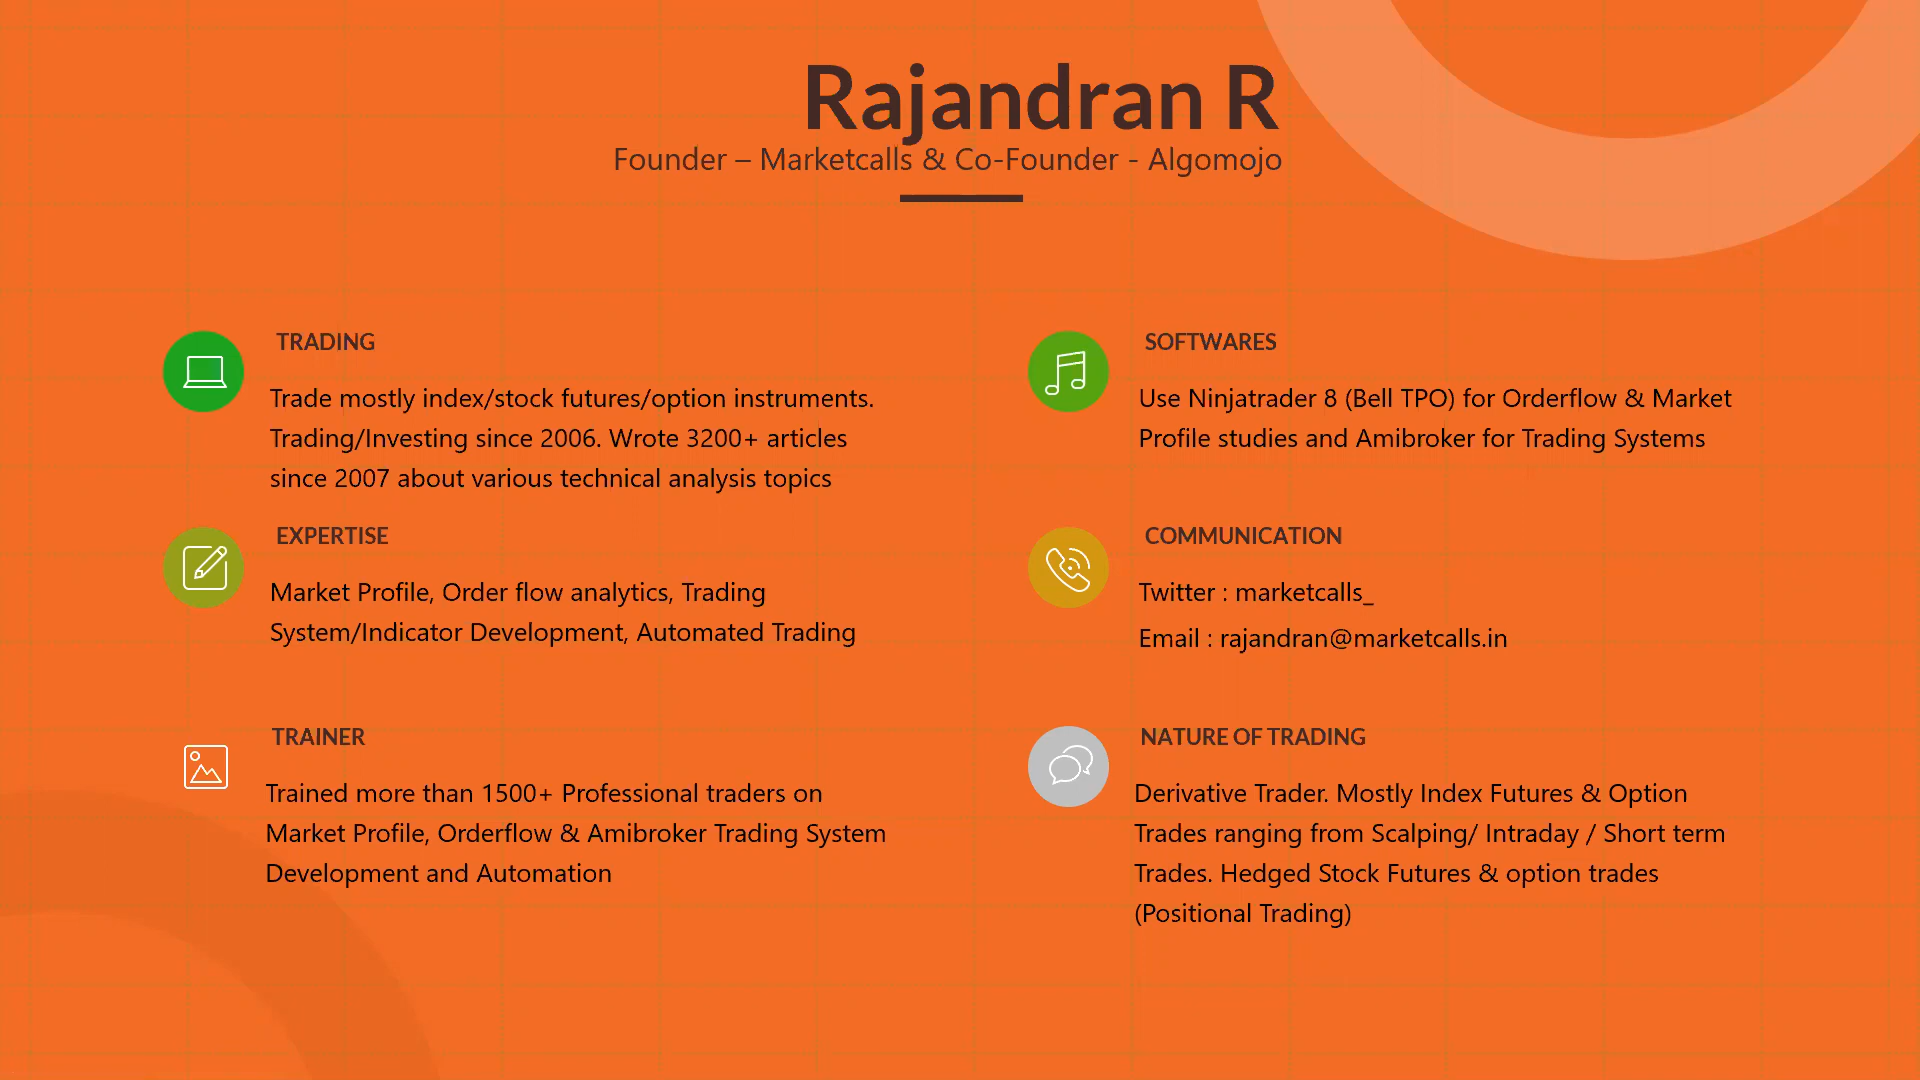 Rajandran R
Founder – Marketcalls & Co-Founder - Algomojo
TRADING
Trade mostly index/stock futures/option instruments.
Trading/Investing since 2006. Wrote 3200+ articles
since 2007 about various technical analysis topics
EXPERTISE
Market Profile, Order flow analytics, Trading
System/Indicator Development, Automated Trading
TRAINER
Trained more than 1500+ Professional traders on
Market Profile, Orderflow & Amibroker Trading System
Development and Automation
SOFTWARES
Use Ninjatrader 8 (Bell TPO) for Orderflow & Market
Profile studies and Amibroker for Trading Systems
COMMUNICATION
Twitter : marketcalls_
Email : rajandran@marketcalls.in
NATURE OF TRADING
Derivative Trader. Mostly Index Futures & Option
Trades ranging from Scalping/ Intraday / Short term
Trades. Hedged Stock Futures & option trades
(Positional Trading)